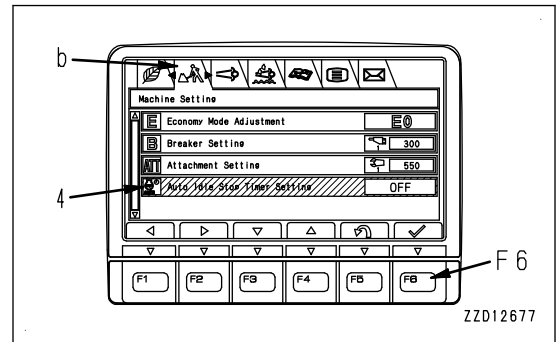 b
Machine Setting
E Economy Mode Adjustment E0
B Breaker Setting 300
ATT Attachment Setting 550
4 Auto Idle Stop Timer Setting OFF
F1 F2 F3 F4 F5 F6
F6
ZZD12677